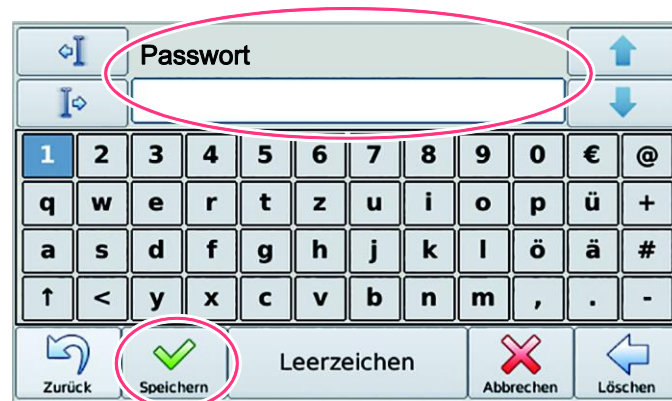 Passwort
1 2 3 4 5 6 7 8 9 0 € @
q w e r t z u i o p ü +
a s d f g h j k l ö ä #
↑ < y x c v b n m , . -
Zurück Speichern Leerzeichen Abbrechen Löschen